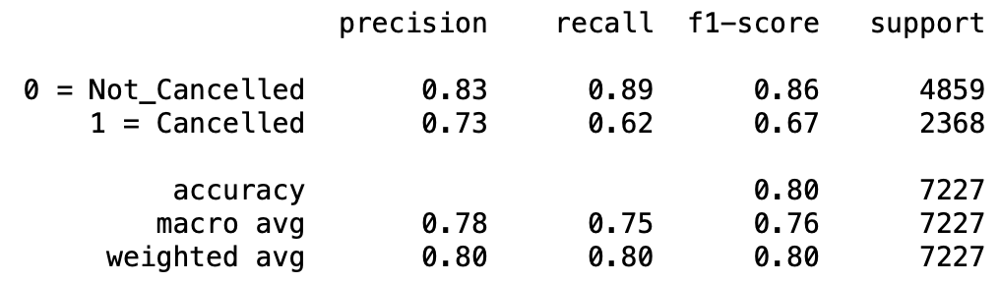 precision recall f1-score support
0 = Not_Cancelled 0.83 0.89 0.86 4859
1 = Cancelled 0.73 0.62 0.67 2368
accuracy 0.80 7227
macro avg 0.78 0.75 0.76 7227
weighted avg 0.80 0.80 0.80 7227